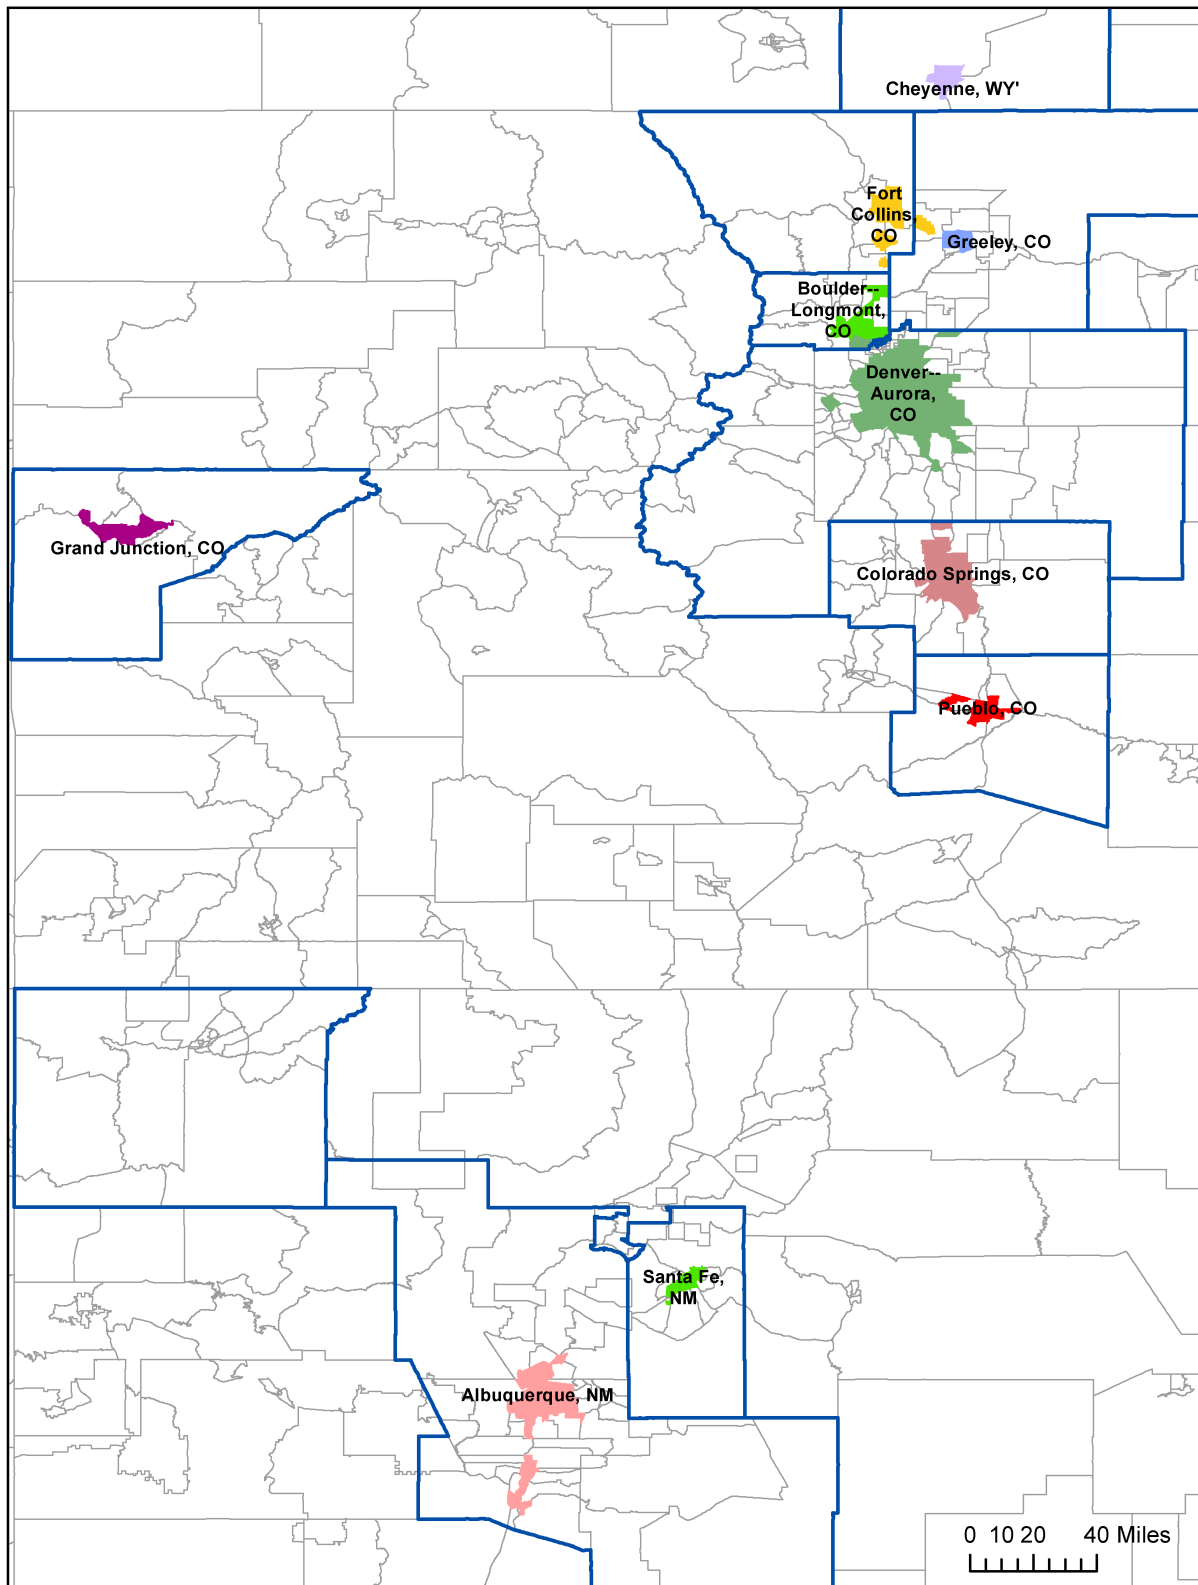 Cheyenne, WY'
Fort
Collins,
CO
Greeley, CO
Boulder--
Longmont,
CO
Denver--
Aurora,
CO
Grand Junction, CO
Colorado Springs, CO
Pueblo, CO
Santa Fe,
NM
Albuquerque, NM
0 10 20 40 Miles